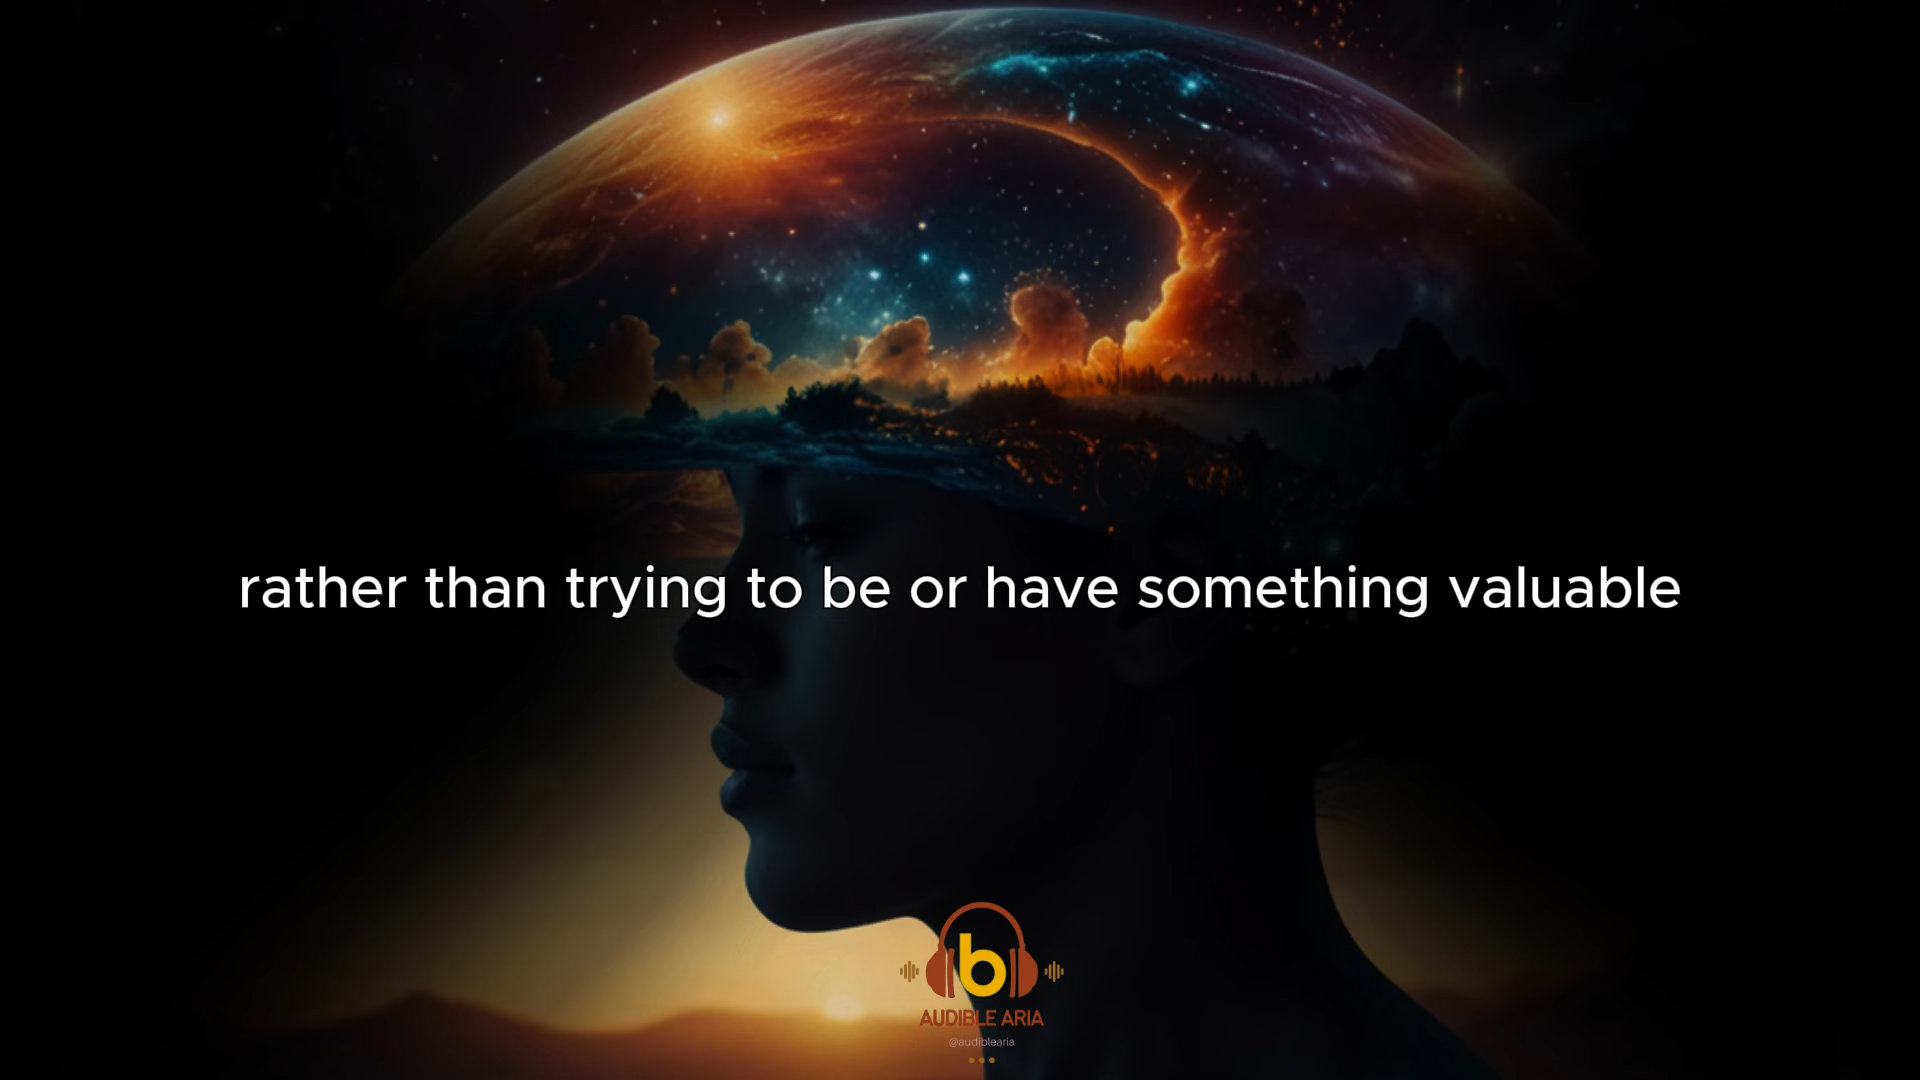 rather than trying to be or have something valuable
b
AUDIBLE ARIA
@audiblearia